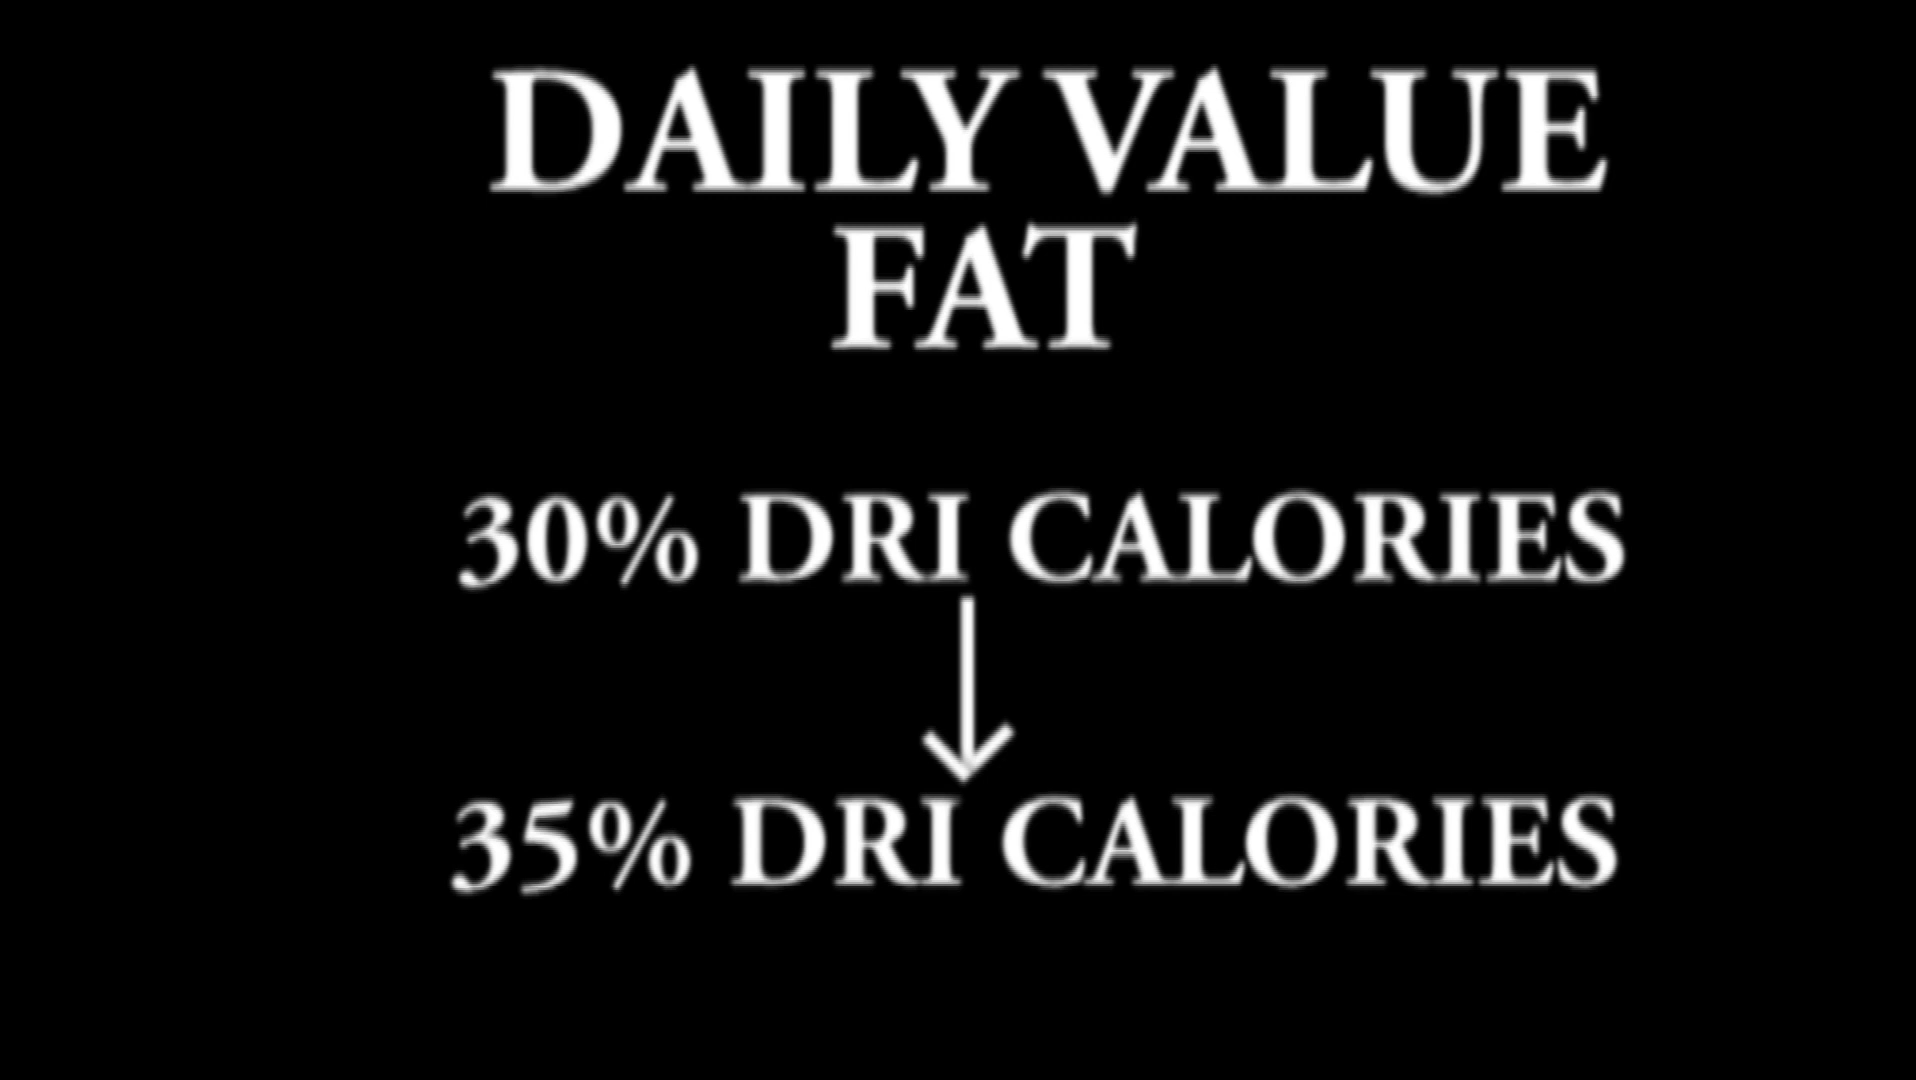 DAILY VALUE
FAT
30% DRI CALORIES
35% DRI CALORIES